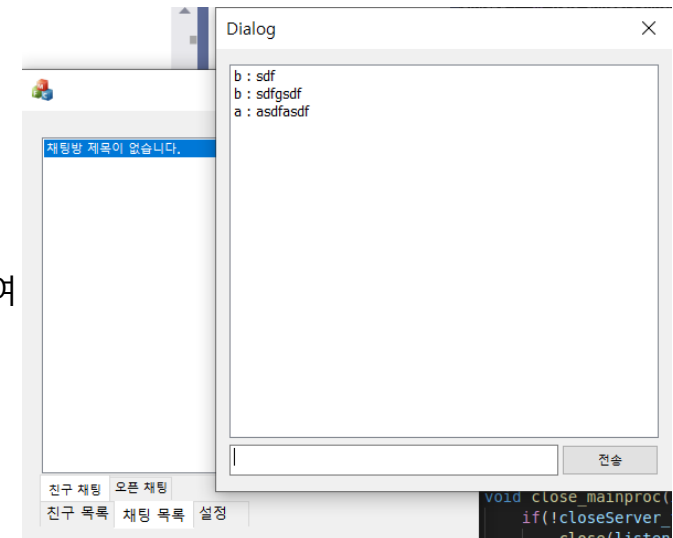 Dialog
b : sdf
b : sdfgsdf
a : asdfasdf
채팅방 제목이 없습니다.
여
전송
친구 채팅 오픈 채팅
친구 목록 채팅 목록 설정
void close_mainproc(
if(!closeServer_
close(listen